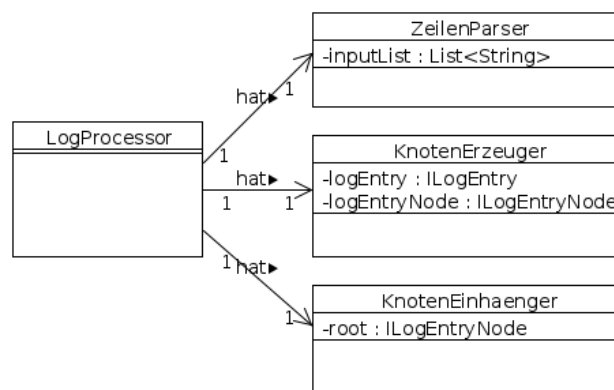 ZeilenParser
-inputList : List<String>
hat▶
1
1
LogProcessor
KnotenErzeuger
-logEntry : ILogEntry
-logEntryNode : ILogEntryNode
hat▶
1
1
KnotenEinhaenger
-root : ILogEntryNode
1
hat▶
1